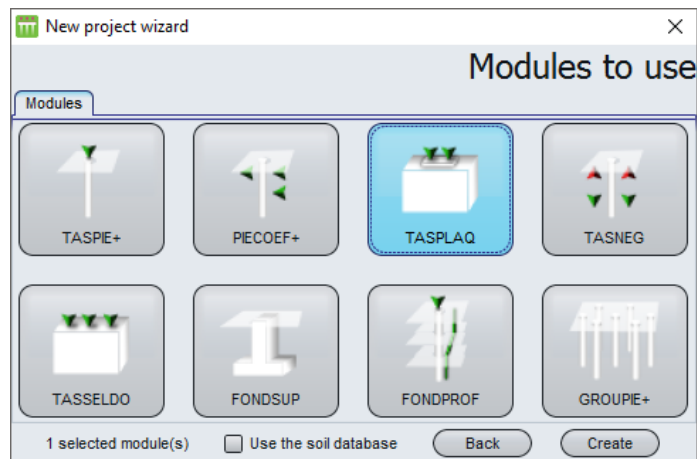 New project wizard
Modules to use
Modules
TASPIE+ PIECOEF+ TASPLAQ TASNEG
TASSELDO FONDSUP FONDPROF GROUPIE+
1 selected module(s) Use the soil database Back Create